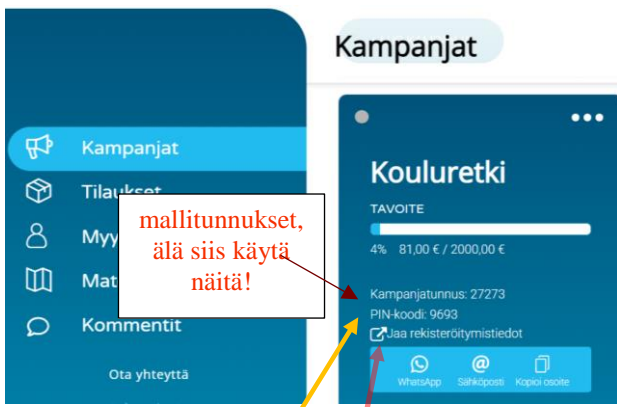 Kampanjat
Kampanjat
Tilaukset
Myy
Mat
Kommentit
Ota yhteyttä
mallitunnukset,
älä siis käytä
näitä!
Kouluretki
TAVOITE
4% 81,00 € / 2000,00 €
Kampanjatunnus: 27273
PIN-koodi: 9693
Jaa rekisteröitymistiedot
WhatsApp Sähköposti Kopioi osoite